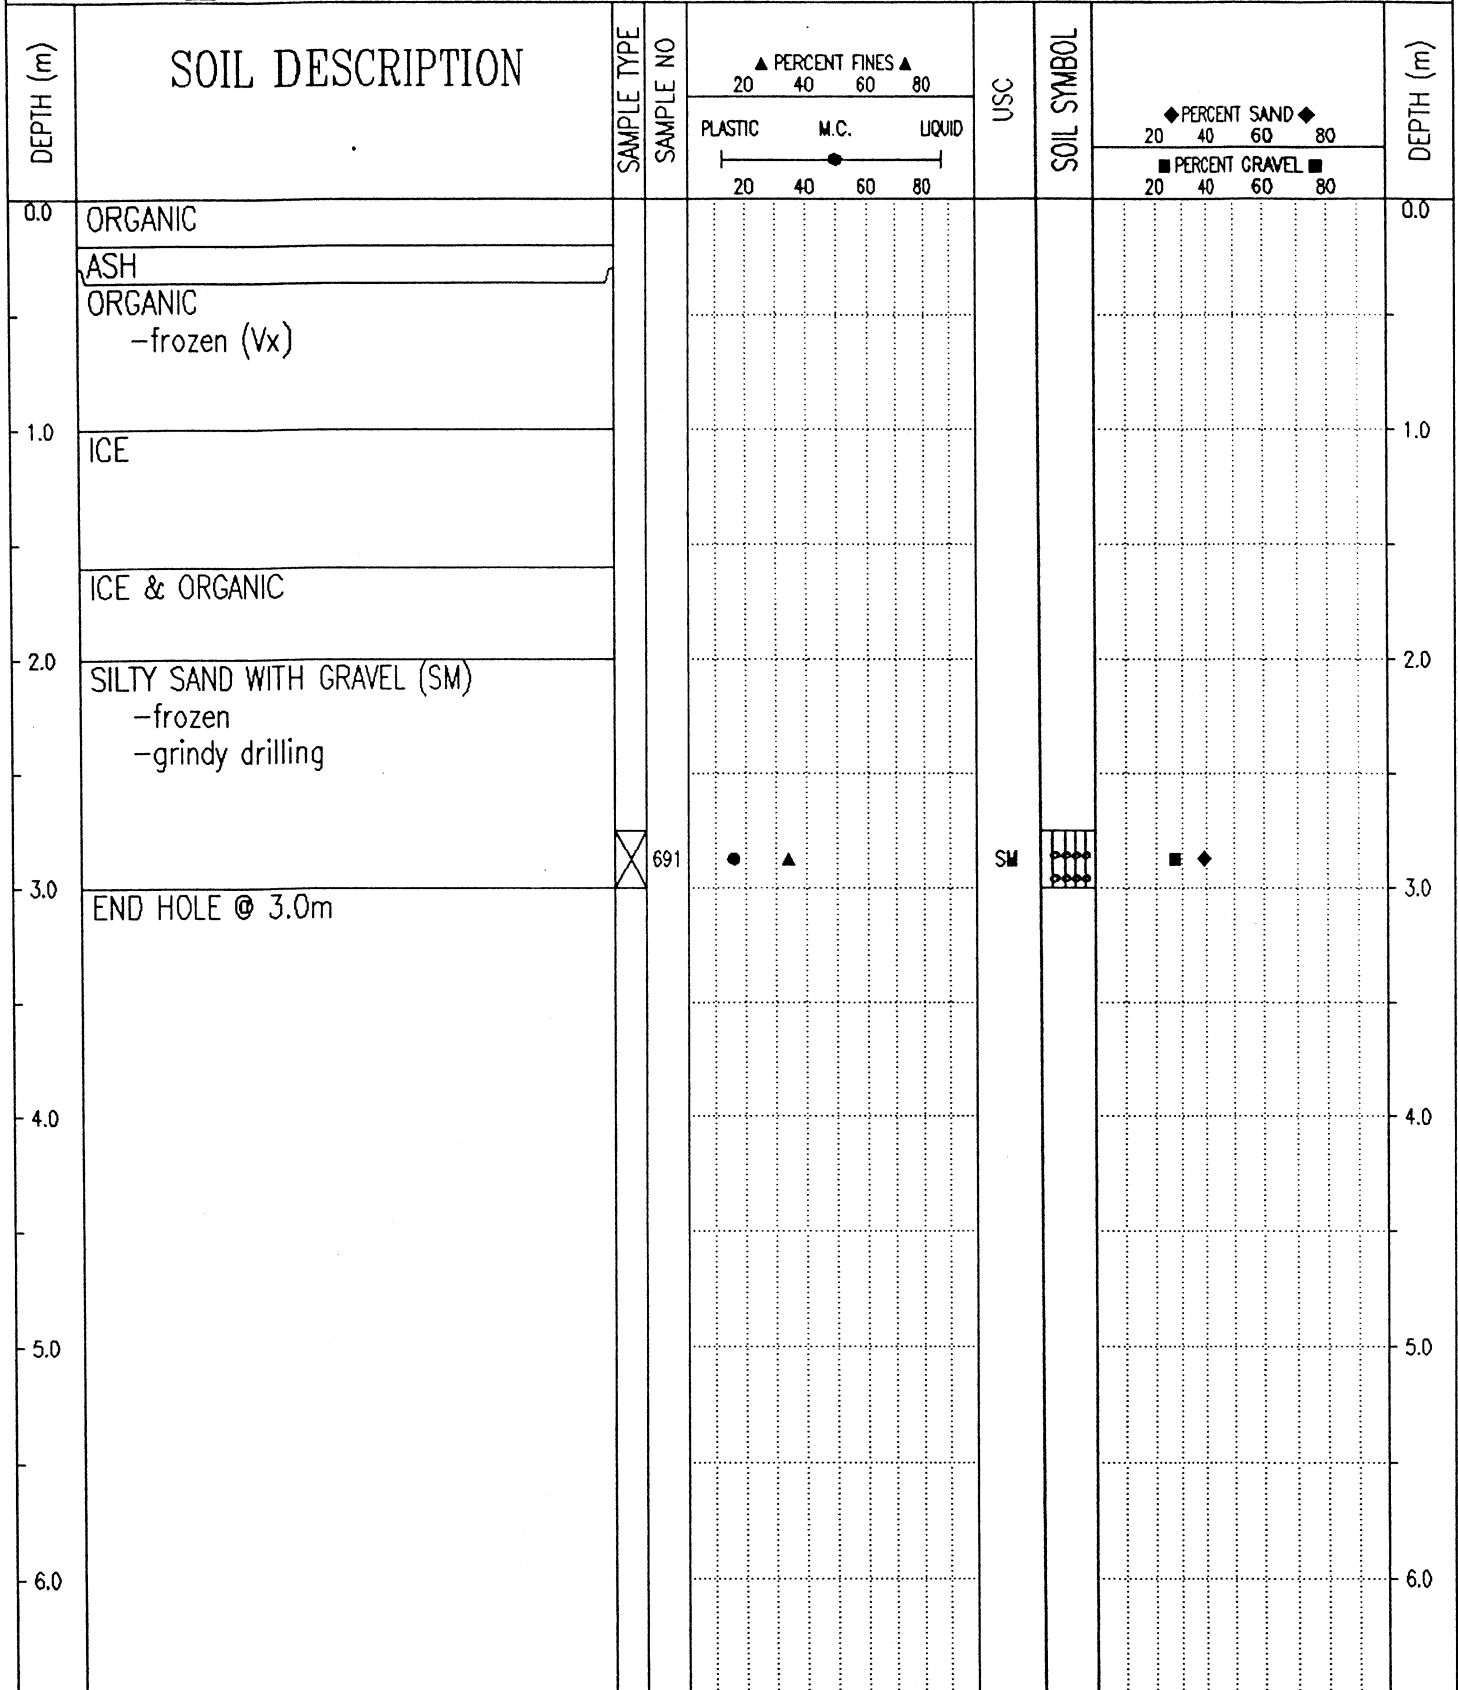 DEPTH (m)
SOIL DESCRIPTION
SAMPLE TYPE
SAMPLE NO
▲ PERCENT FINES ▲
20 40 60 80
PLASTIC M.C. LIQUID
20 40 60 80
USC
SOIL SYMBOL
◆ PERCENT SAND ◆
20 40 60 80
■ PERCENT GRAVEL ■
20 40 60 80
DEPTH (m)
0.0 ORGANIC 0.0
ASH
ORGANIC
-frozen (Vx)
1.0 ICE 1.0
ICE & ORGANIC
2.0 SILTY SAND WITH GRAVEL (SM) 2.0
-frozen
-grindy drilling
691 SM
3.0 END HOLE @ 3.0m 3.0
4.0 4.0
5.0 5.0
6.0 6.0